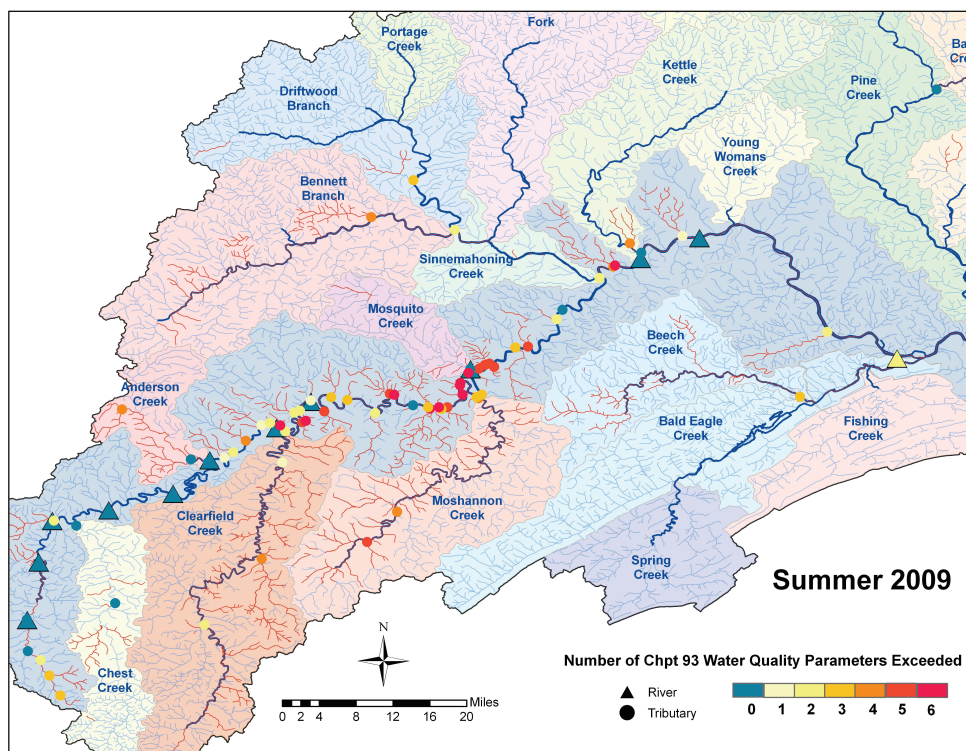 Portage
Creek
Fork
Kettle
Creek
Ba
Cre
Pine
Creek
Driftwood
Branch
Young
Womans
Creek
Bennett
Branch
Sinnemahoning
Creek
Mosquito
Creek
Beech
Creek
Anderson
Creek
Bald Eagle
Creek
Fishing
Creek
Clearfield
Creek
Moshannon
Creek
Spring
Creek
Summer 2009
Chest
Creek
N
0 2 4 8 12 16 20 Miles
Number of Chpt 93 Water Quality Parameters Exceeded
River
Tributary
0 1 2 3 4 5 6